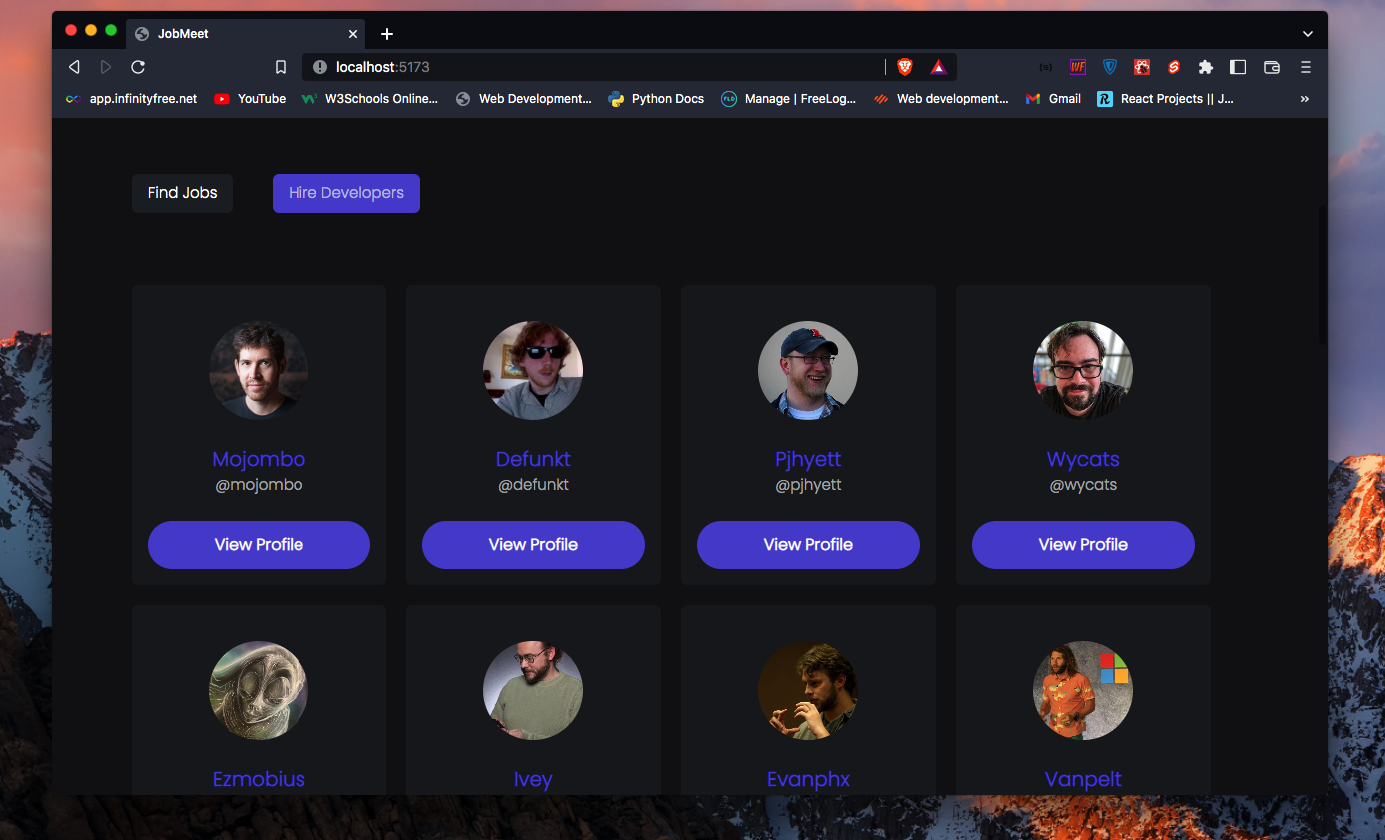 JobMeet
localhost:5173
app.infinityfree.net YouTube W3Schools Online... Web Development... Python Docs Manage | FreeLog... Web development... Gmail React Projects || J... »
Find Jobs Hire Developers
Mojombo Defunkt Pjhyett Wycats
@mojombo @defunkt @pjhyett @wycats
View Profile View Profile View Profile View Profile
Ezmobius Ivey Evanphx Vanpelt